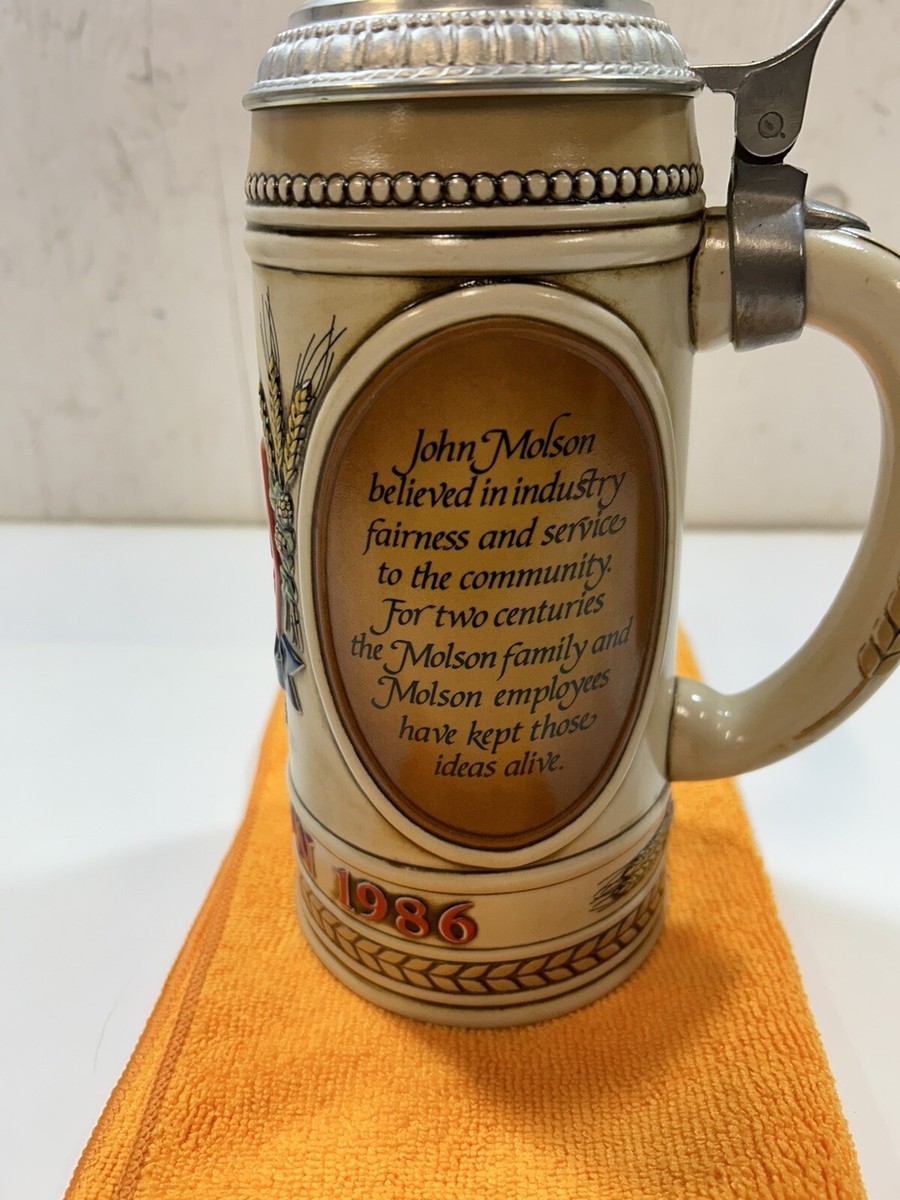 John Molson
believed in industry
fairness and service
to the community.
For two centuries
the Molson family and
Molson employees
have kept those
ideas alive.
1986